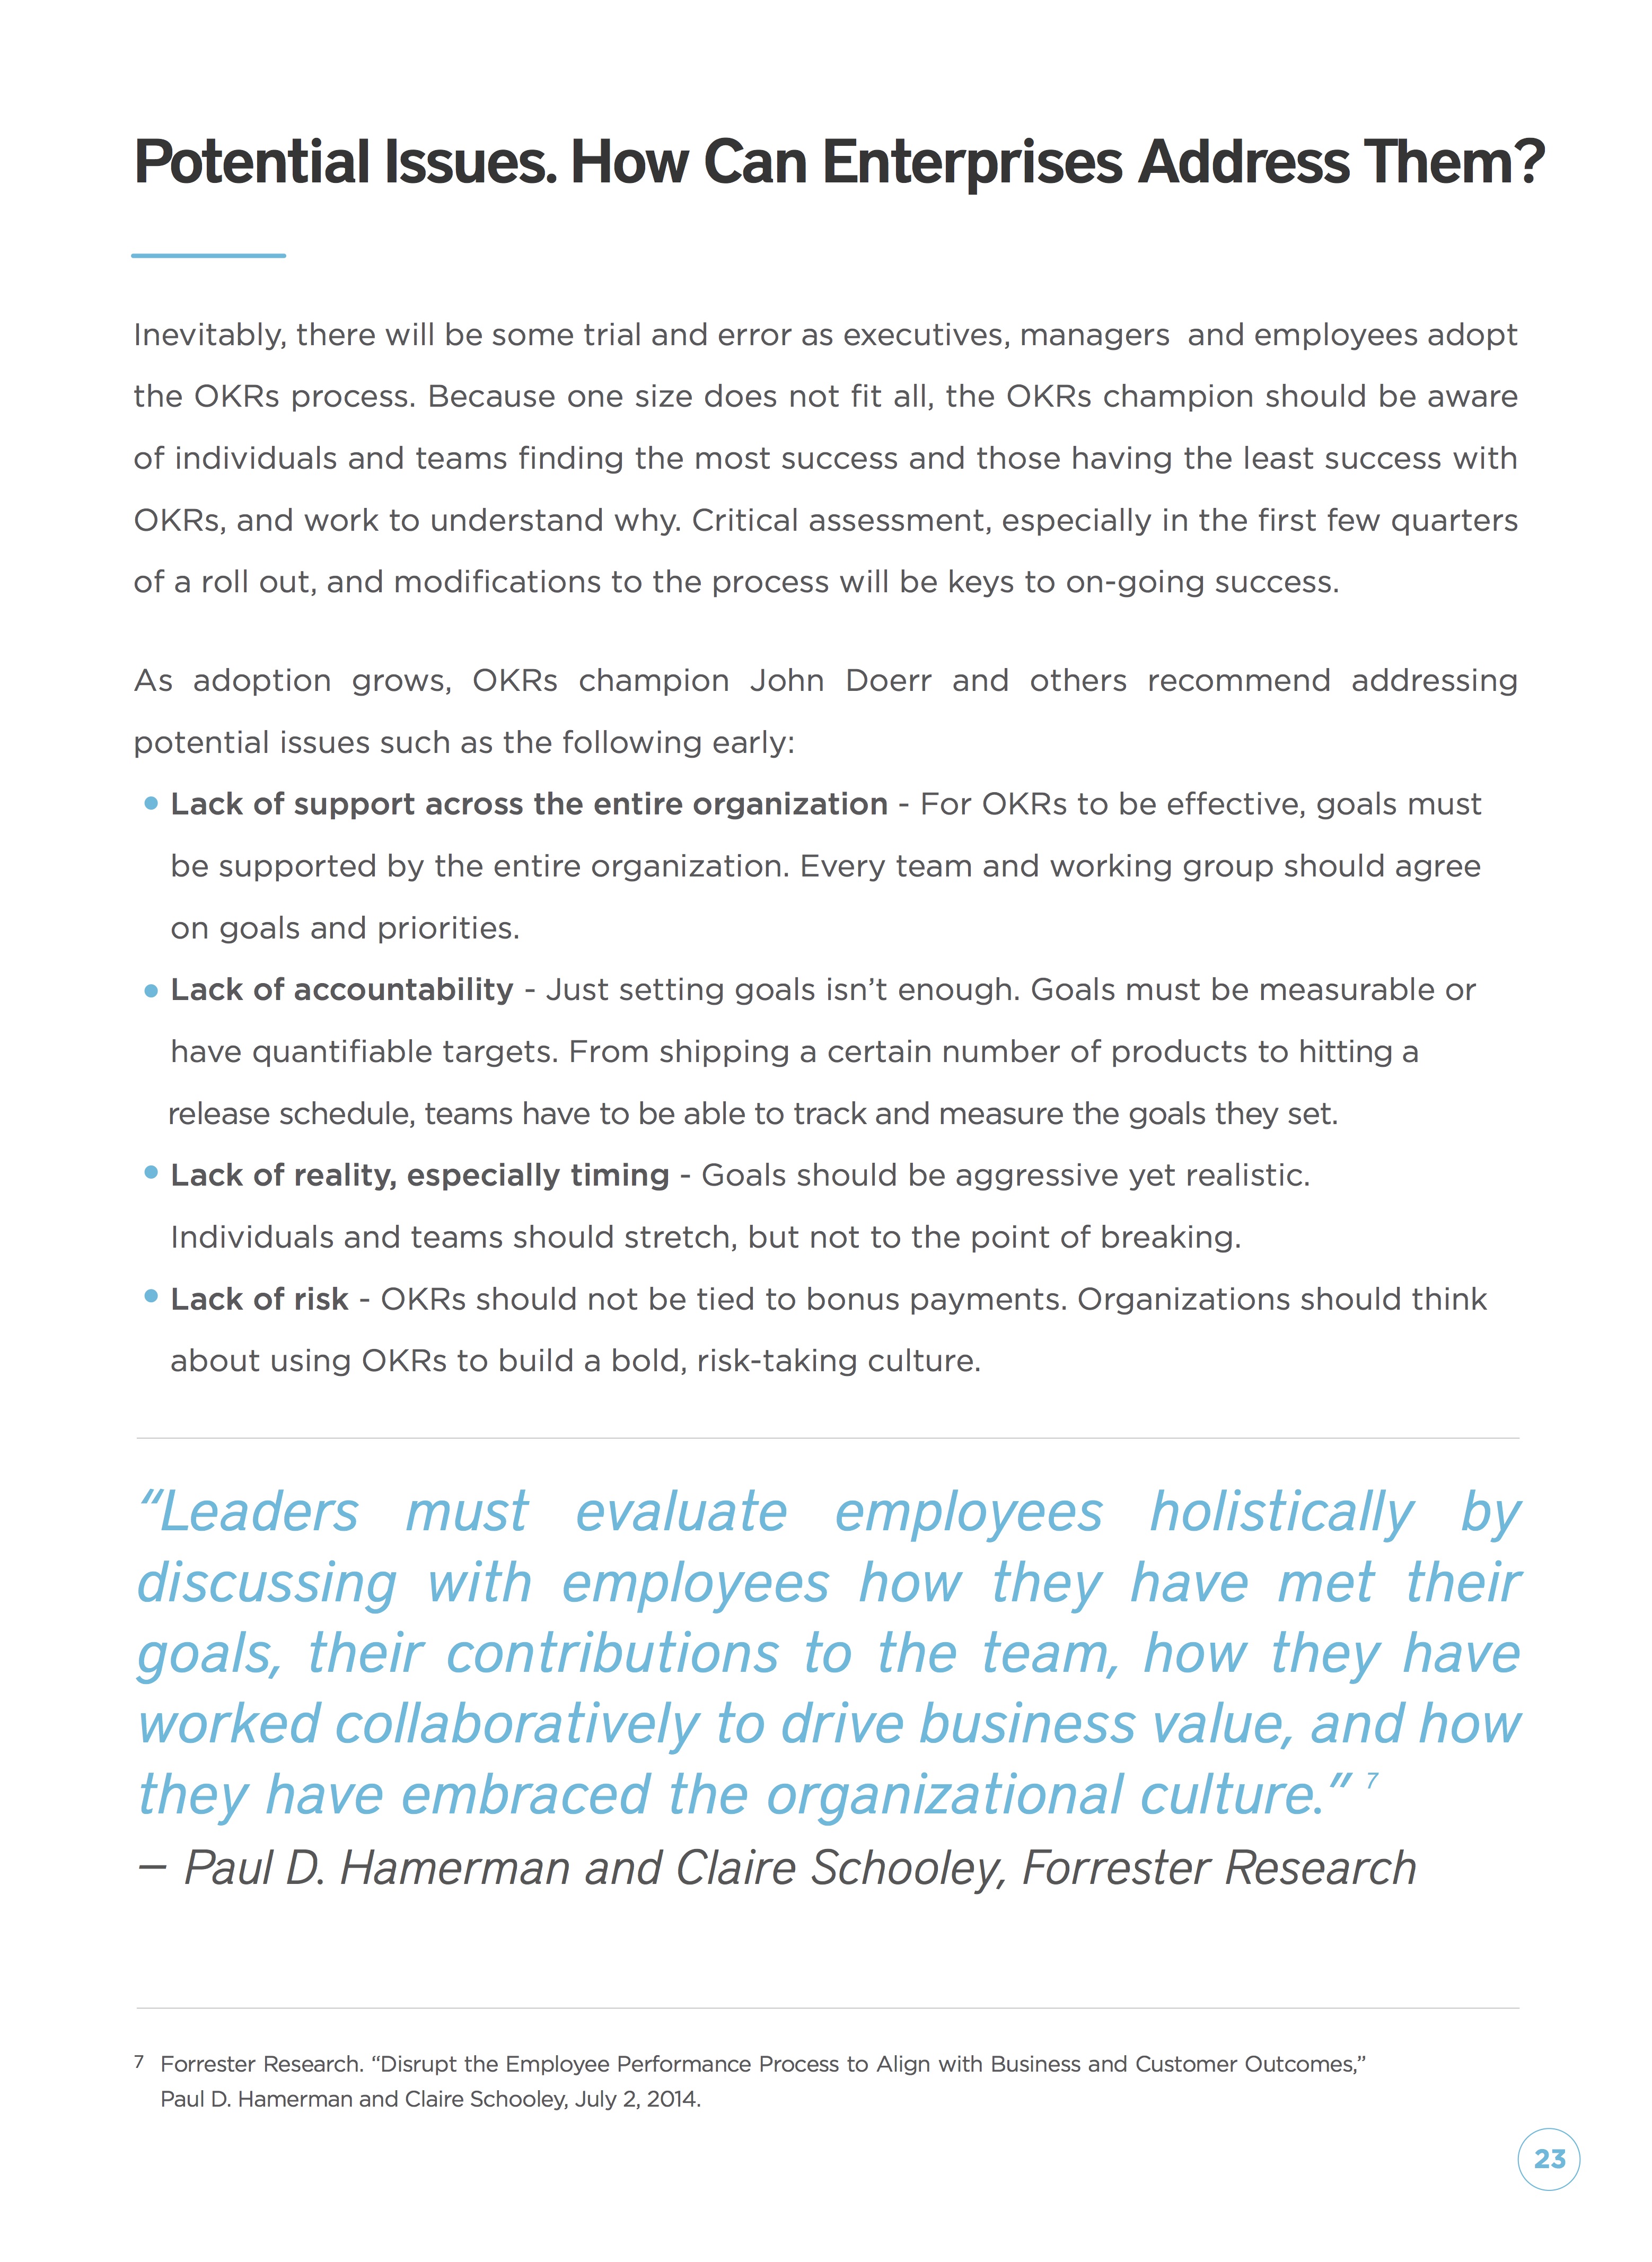 Potential Issues. How Can Enterprises Address Them?
Inevitably, there will be some trial and error as executives, managers  and employees adopt
the OKRs process. Because one size does not fit all, the OKRs champion should be aware
of individuals and teams finding the most success and those having the least success with
OKRs, and work to understand why. Critical assessment, especially in the first few quarters
of a roll out, and modifications to the process will be keys to on-going success.
As adoption grows, OKRs champion John Doerr and others recommend addressing
potential issues such as the following early:
• Lack of support across the entire organization - For OKRs to be effective, goals must
be supported by the entire organization. Every team and working group should agree
on goals and priorities.
• Lack of accountability - Just setting goals isn’t enough. Goals must be measurable or
have quantifiable targets. From shipping a certain number of products to hitting a
release schedule, teams have to be able to track and measure the goals they set.
• Lack of reality, especially timing - Goals should be aggressive yet realistic.
Individuals and teams should stretch, but not to the point of breaking.
• Lack of risk - OKRs should not be tied to bonus payments. Organizations should think
about using OKRs to build a bold, risk-taking culture.
“Leaders must evaluate employees holistically by
discussing with employees how they have met their
goals, their contributions to the team, how they have
worked collaboratively to drive business value, and how
they have embraced the organizational culture.” 7
– Paul D. Hamerman and Claire Schooley, Forrester Research
7 Forrester Research. “Disrupt the Employee Performance Process to Align with Business and Customer Outcomes,”
Paul D. Hamerman and Claire Schooley, July 2, 2014.
23